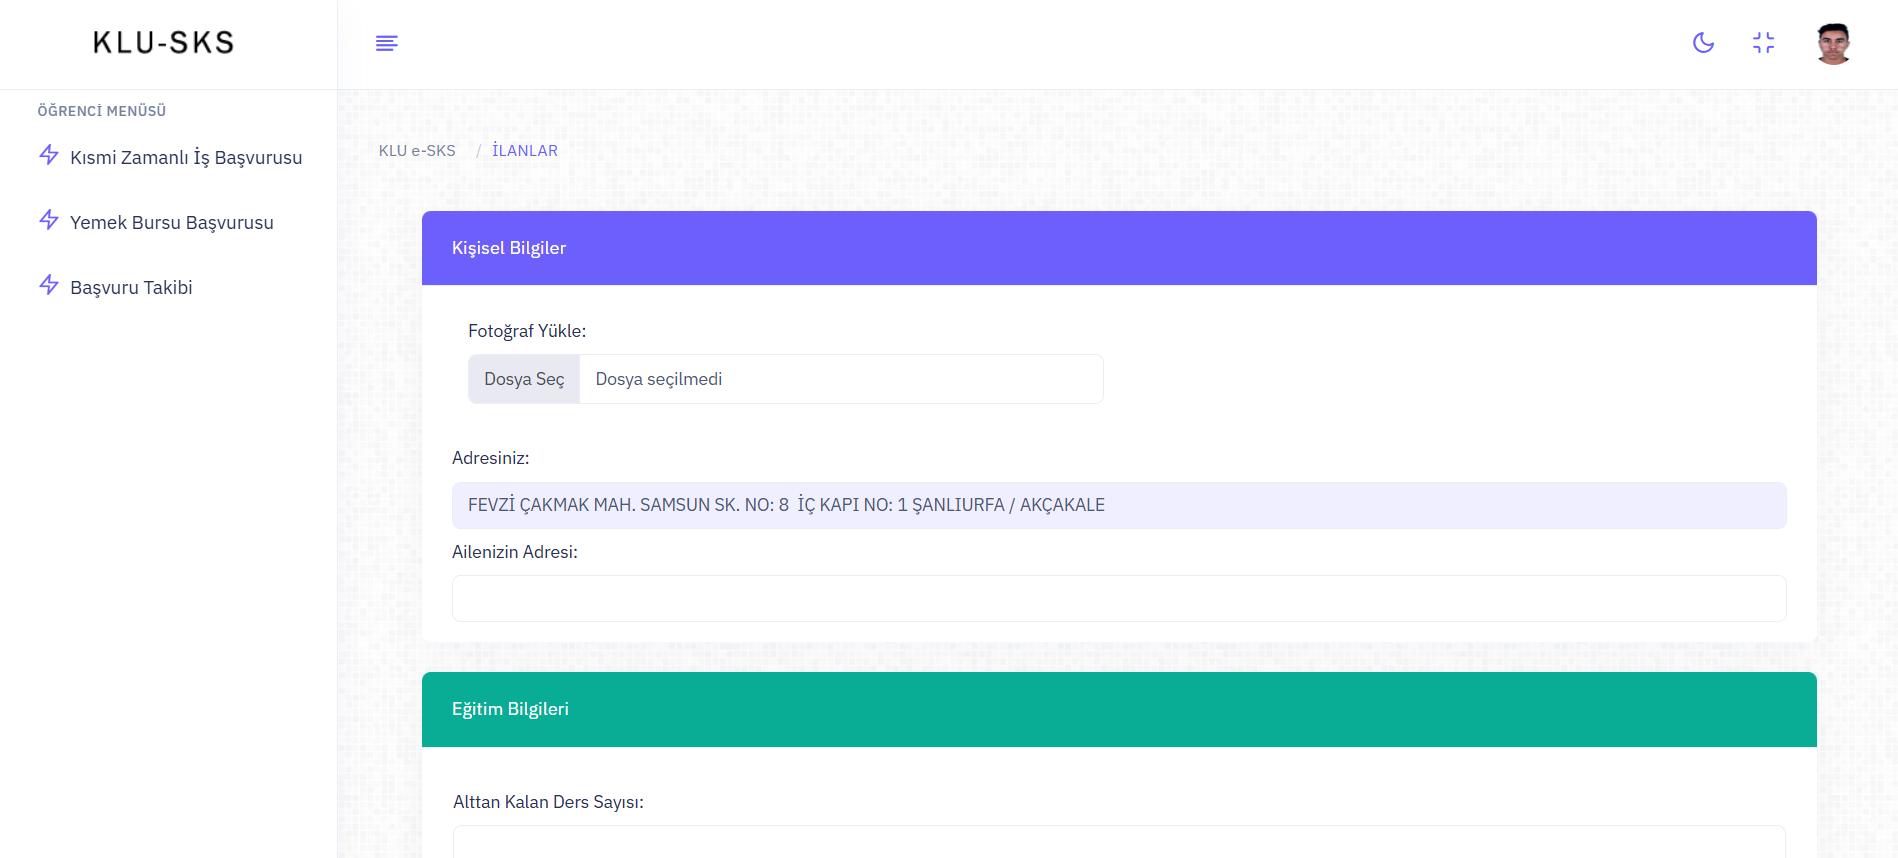 KLU-SKS
ÖĞRENCİ MENÜSÜ
Kısmi Zamanlı İş Başvurusu
Yemek Bursu Başvurusu
Başvuru Takibi
KLU e-SKS / İLANLAR
Kişisel Bilgiler
Fotoğraf Yükle:
Dosya Seç Dosya seçilmedi
Adresiniz:
FEVZİ ÇAKMAK MAH. SAMSUN SK. NO: 8  İÇ KAPI NO: 1 ŞANLIURFA / AKÇAKALE
Ailenizin Adresi:
Eğitim Bilgileri
Alttan Kalan Ders Sayısı: